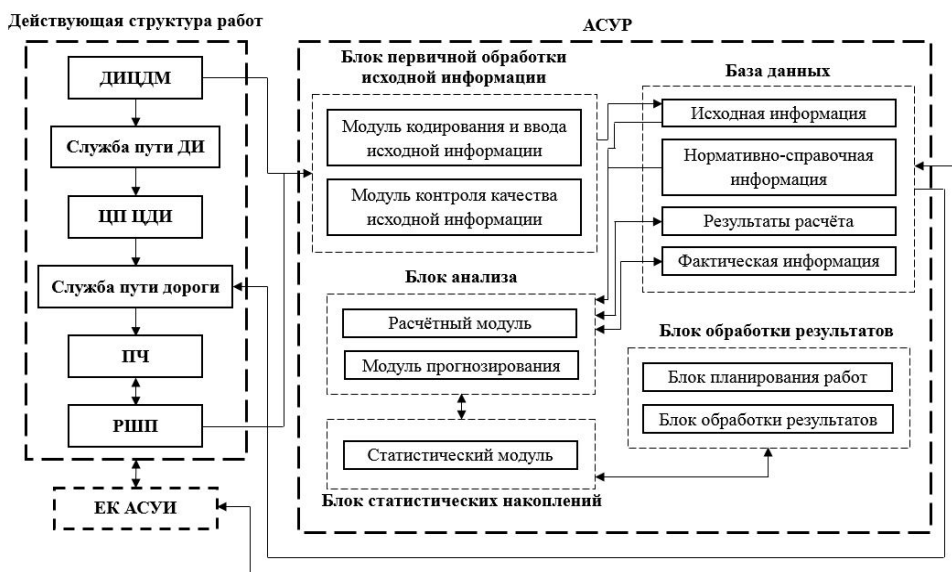 Действующая структура работ
ДИЦДМ
Служба пути ДИ
ЦП ЦДИ
Служба пути дороги
ПЧ
РШП
ЕК АСУИ
АСУР
Блок первичной обработки
исходной информации
Модуль кодирования и ввода
исходной информации
Модуль контроля качества
исходной информации
База данных
Исходная информация
Нормативно-справочная
информация
Результаты расчёта
Фактическая информация
Блок анализа
Расчётный модуль
Модуль прогнозирования
Блок обработки результатов
Блок планирования работ
Блок обработки результатов
Статистический модуль
Блок статистических накоплений